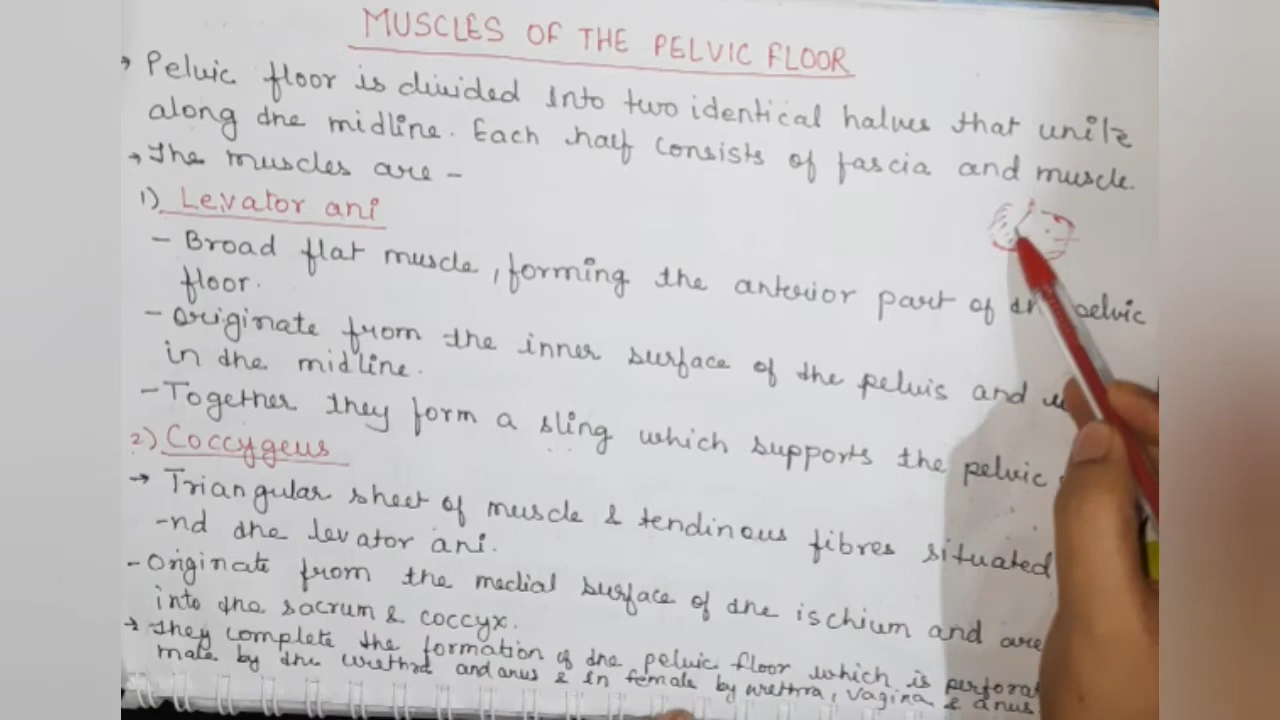 MUSCLES OF THE PELVIC FLOOR
→ Pelvic floor is divided into two identical halves that unite
along the midline. Each half consists of fascia and muscle.
→ The muscles are -
1) Levator ani
- Broad flat muscle, forming the anterior part of the pelvic
floor.
- Originate from the inner surface of the pelvis and
in the midline.
- Together they form a sling which supports the pelvic
2) Coccygeus
→ Triangular sheet of muscle & tendinous fibres situated
-nd the levator ani.
- Originate from the medial surface of the ischium and are
into the sacrum & coccyx.
→ They complete the formation of the pelvic floor which is perforat
male by the urethra and anus & in female by urethra, vagina & anus